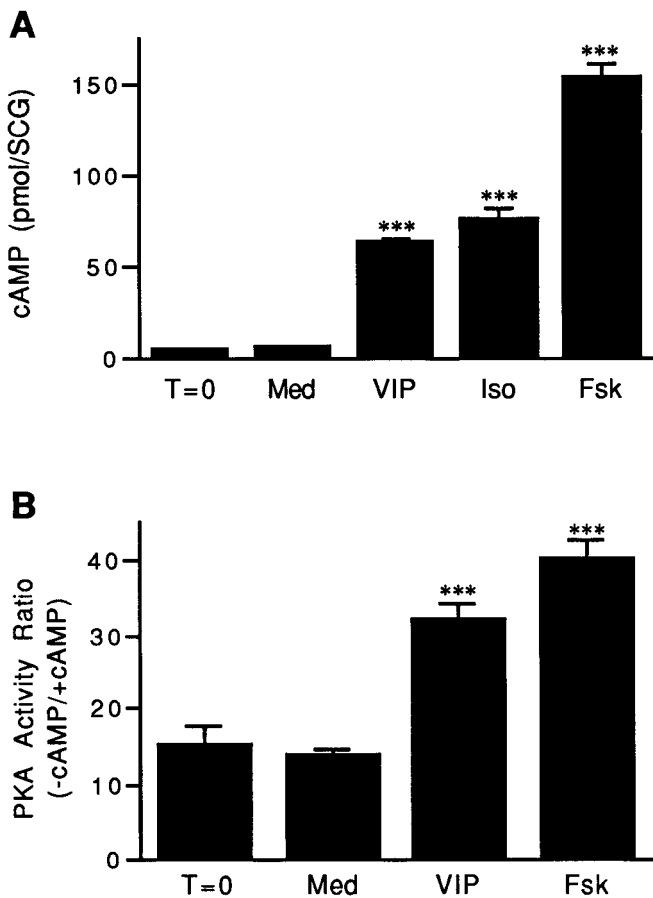 A
cAMP (pmol/SCG)
150
100
50
0
***
***
***
T=0 Med VIP Iso Fsk
B
PKA Activity Ratio
(-cAMP/+cAMP)
40
30
20
10
0
***
***
T=0 Med VIP Fsk